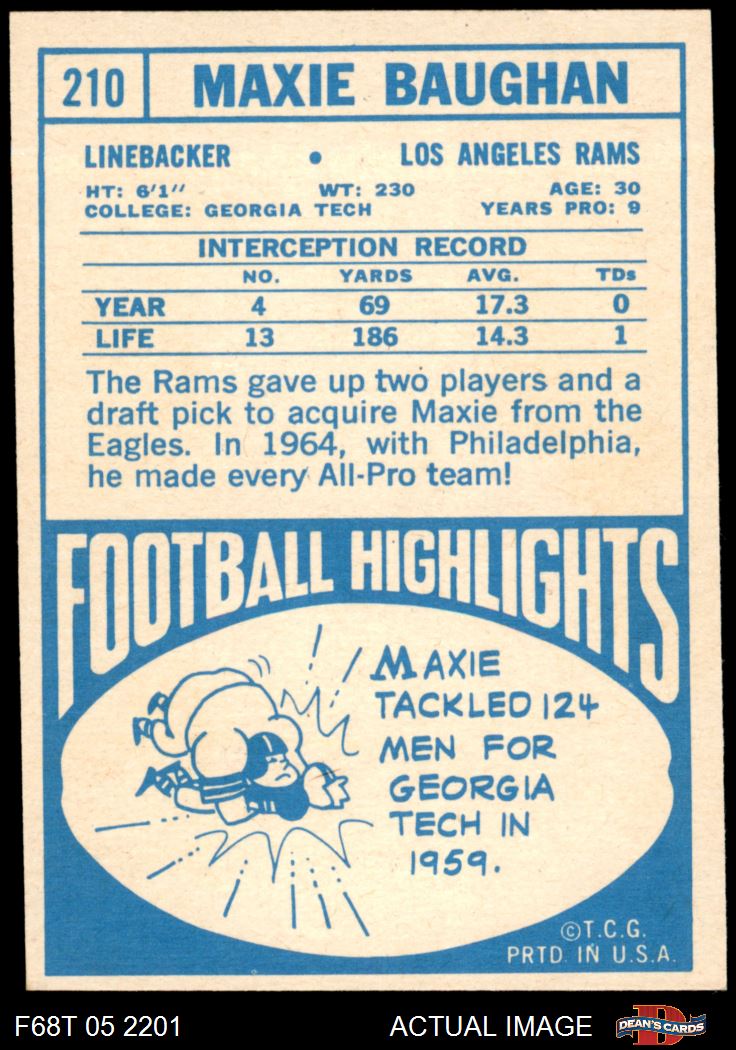 210 MAXIE BAUGHAN
LINEBACKER • LOS ANGELES RAMS
HT: 6'1" WT: 230 AGE: 30
COLLEGE: GEORGIA TECH YEARS PRO: 9
INTERCEPTION RECORD
NO. YARDS AVG. TDs
YEAR 4 69 17.3 0
LIFE 13 186 14.3 1
The Rams gave up two players and a
draft pick to acquire Maxie from the
Eagles. In 1964, with Philadelphia,
he made every All-Pro team!
FOOTBALL HIGHLIGHTS
MAXIE
TACKLED 124
MEN FOR
GEORGIA
TECH IN
1959.
©T.C.G.
PRTD. IN U.S.A.
F68T 05 2201 ACTUAL IMAGE D
DEAN'S CARDS